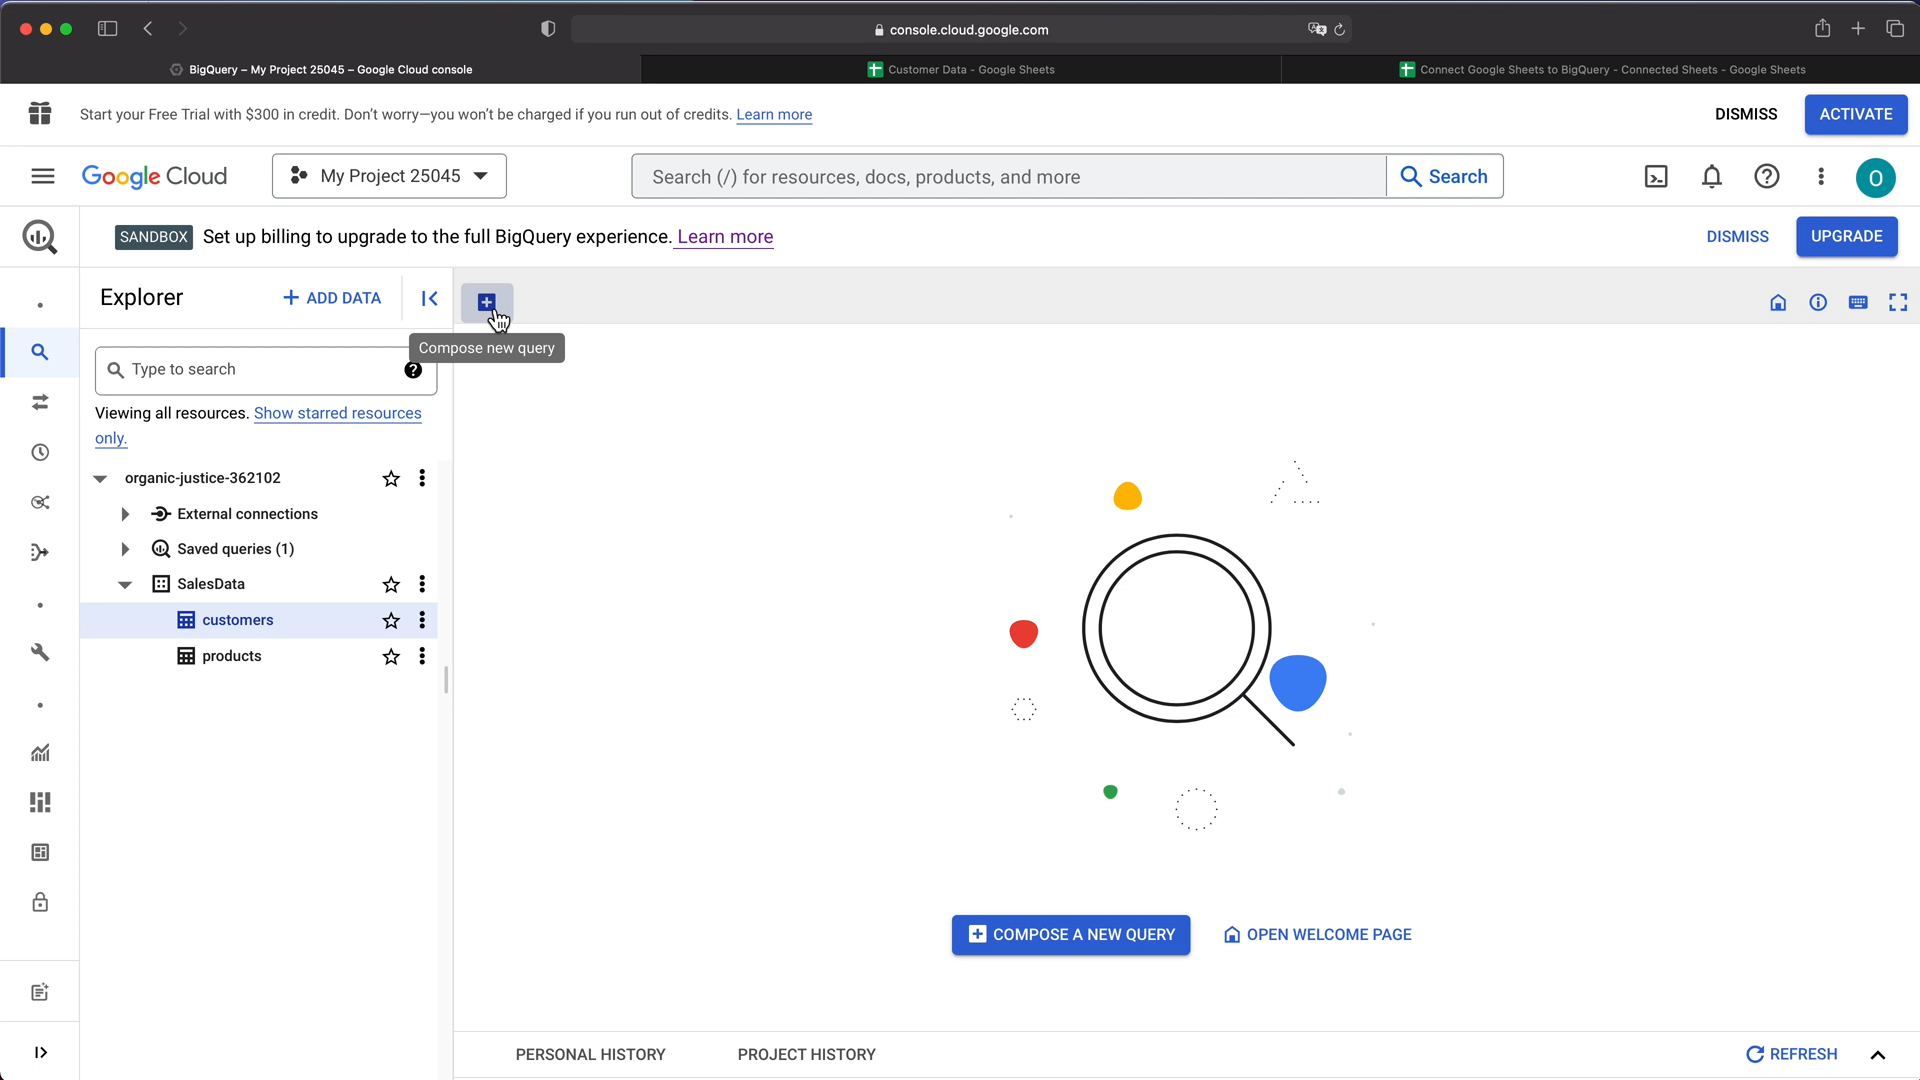 console.cloud.google.com
BigQuery – My Project 25045 – Google Cloud console
Customer Data - Google Sheets
Connect Google Sheets to BigQuery - Connected Sheets - Google Sheets
Start your Free Trial with $300 in credit. Don't worry—you won't be charged if you run out of credits. Learn more
DISMISS
ACTIVATE
Google Cloud
My Project 25045
Search (/) for resources, docs, products, and more
Search
O
SANDBOX Set up billing to upgrade to the full BigQuery experience. Learn more
DISMISS
UPGRADE
Explorer
+ ADD DATA
Compose new query
Type to search
Viewing all resources. Show starred resources
only.
organic-justice-362102
External connections
Saved queries (1)
SalesData
customers
products
COMPOSE A NEW QUERY
OPEN WELCOME PAGE
PERSONAL HISTORY
PROJECT HISTORY
REFRESH